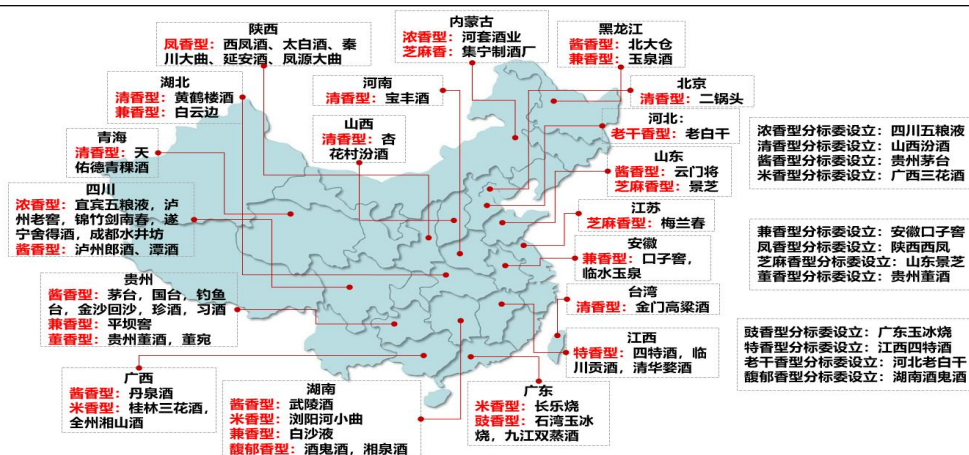 陕西
凤香型：西凤酒、太白酒、秦
川大曲、延安酒、凤源大曲
内蒙古
浓香型：河套酒业
芝麻香：集宁制酒厂
黑龙江
酱香型：北大仓
兼香型：玉泉酒
湖北
清香型：黄鹤楼酒
兼香型：白云边
河南
清香型：宝丰酒
北京
清香型：二锅头
山西
清香型：杏
花村汾酒
河北：
老干香型：老白干
青海
清香型：天
佑德青稞酒
山东
酱香型：云门将
芝麻香型：景芝
四川
浓香型：宜宾五粮液，泸
州老窖，锦竹剑南春，遂
宁舍得酒，成都水井坊
酱香型：泸州郎酒、潭酒
江苏
芝麻香型：梅兰春
安徽
兼香型：口子窖，
临水玉泉
贵州
酱香型：茅台，国台，钓鱼
台，金沙回沙，珍酒，习酒
兼香型：平坝窖
董香型：贵州董酒，董宛
台湾
清香型：金门高粱酒
江西
特香型：四特酒，临
川贡酒，清华婺酒
广西
酱香型：丹泉酒
米香型：桂林三花酒，
全州湘山酒
湖南
酱香型：武陵酒
米香型：浏阳河小曲
兼香型：白沙液
馥郁香型：酒鬼酒，湘泉酒
广东
米香型：长乐烧
豉香型：石湾玉冰
烧，九江双蒸酒
浓香型分标委设立：四川五粮液
清香型分标委设立：山西汾酒
酱香型分标委设立：贵州茅台
米香型分标委设立：广西三花酒
兼香型分标委设立：安徽口子窖
凤香型分标委设立：陕西西凤
芝麻香型分标委设立：山东景芝
董香型分标委设立：贵州董酒
豉香型分标委设立：广东玉冰烧
特香型分标委设立：江西四特酒
老干香型分标委设立：河北老白干
馥郁香型分标委设立：湖南酒鬼酒